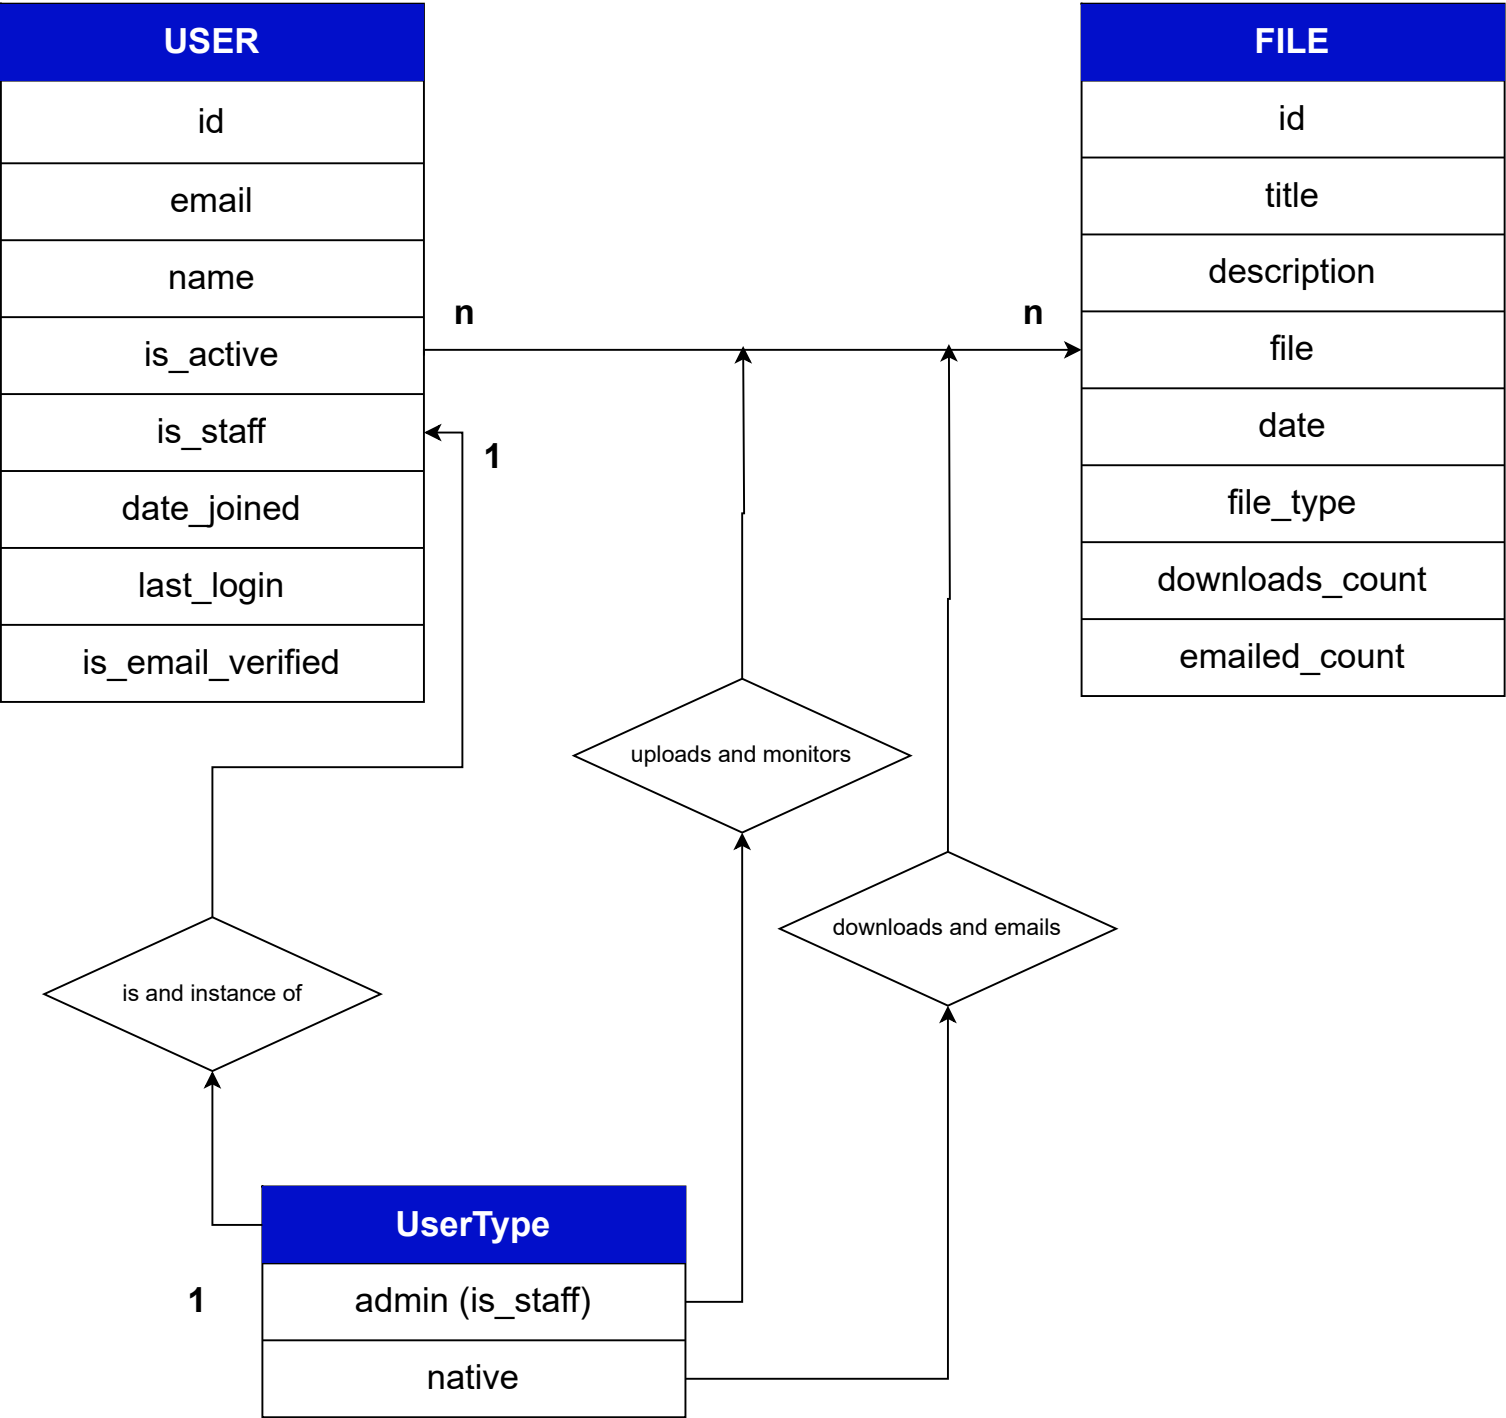 USER
id
email
name
is_active
is_staff
date_joined
last_login
is_email_verified
n
n
1
FILE
id
title
description
file
date
file_type
downloads_count
emailed_count
uploads and monitors
downloads and emails
is and instance of
1
UserType
admin (is_staff)
native